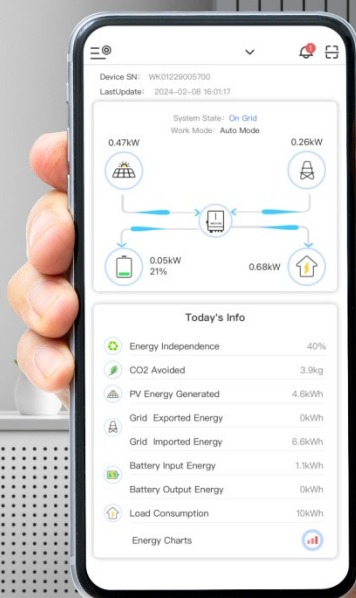 1
Device SN: WK01229005700
LastUpdate: 2024-02-08 16:01:17
System State: On Grid
Work Mode: Auto Mode
0.47kW
0.26kW
0.05kW
21%
0.68kW
Today's Info
Energy Independence 40%
CO2 Avoided 3.9kg
PV Energy Generated 4.6kWh
Grid Exported Energy 0kWh
Grid Imported Energy 6.6kWh
Battery Input Energy 1.1kWh
Battery Output Energy 0kWh
Load Consumption 10kWh
Energy Charts